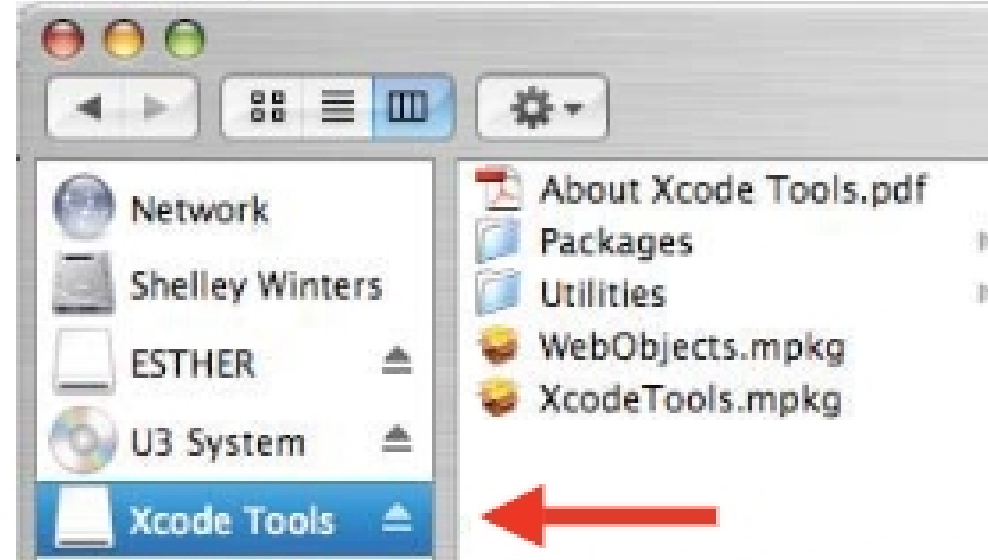 Network
Shelley Winters
ESTHER
U3 System
Xcode Tools
About Xcode Tools.pdf
Packages
Utilities
WebObjects.mpkg
XcodeTools.mpkg